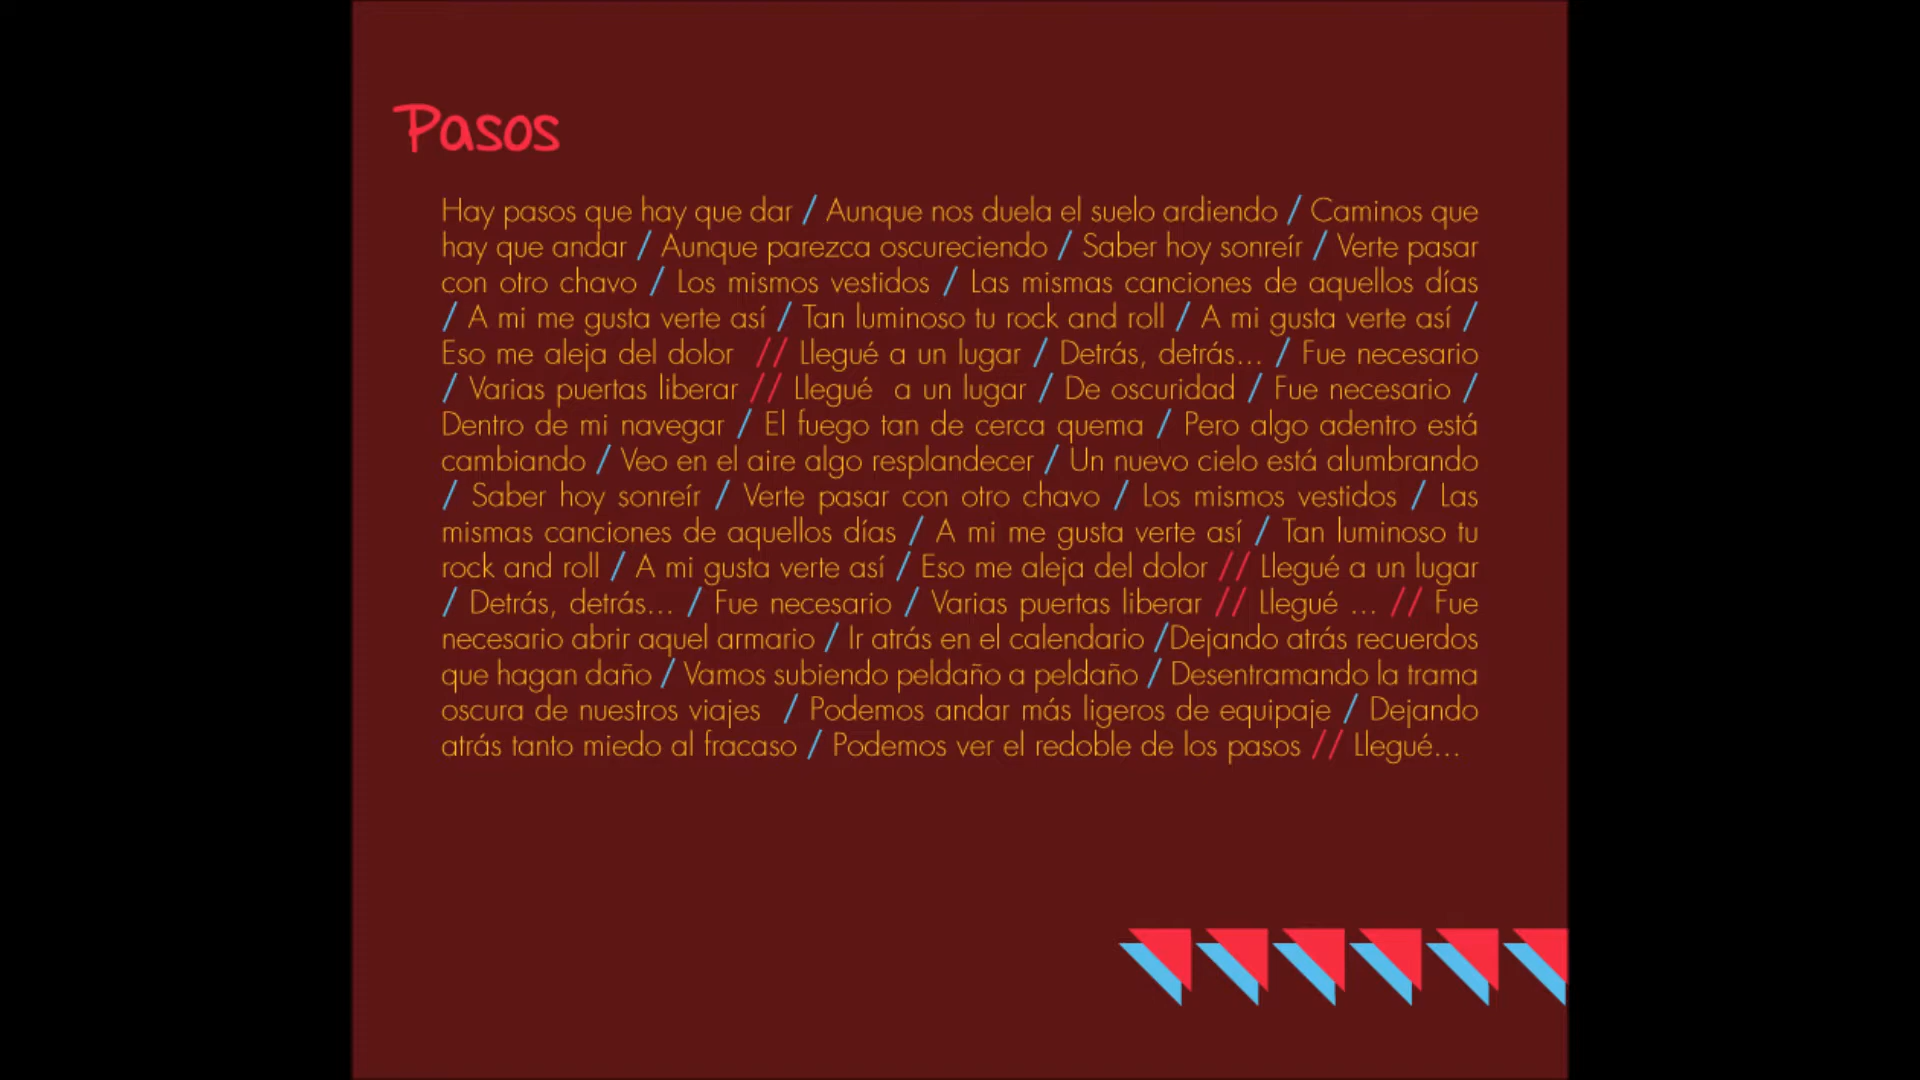 Pasos
Hay pasos que hay que dar / Aunque nos duela el suelo ardiendo / Caminos que
hay que andar / Aunque parezca oscureciendo / Saber hoy sonreír / Verte pasar
con otro chavo / Los mismos vestidos / Las mismas canciones de aquellos días
/ A mi me gusta verte así / Tan luminoso tu rock and roll / A mi gusta verte así /
Eso me aleja del dolor // Llegué a un lugar / Detrás, detrás... / Fue necesario
/ Varias puertas liberar // Llegué a un lugar / De oscuridad / Fue necesario /
Dentro de mi navegar / El fuego tan de cerca quema / Pero algo adentro está
cambiando / Veo en el aire algo resplandecer / Un nuevo cielo está alumbrando
/ Saber hoy sonreír / Verte pasar con otro chavo / Los mismos vestidos / Las
mismas canciones de aquellos días / A mi me gusta verte así / Tan luminoso tu
rock and roll / A mi gusta verte así / Eso me aleja del dolor // Llegué a un lugar
/ Detrás, detrás... / Fue necesario / Varias puertas liberar // Llegué ... // Fue
necesario abrir aquel armario / Ir atrás en el calendario /Dejando atrás recuerdos
que hagan daño / Vamos subiendo peldaño a peldaño / Desentramando la trama
oscura de nuestros viajes / Podemos andar más ligeros de equipaje / Dejando
atrás tanto miedo al fracaso / Podemos ver el redoble de los pasos // Llegué...